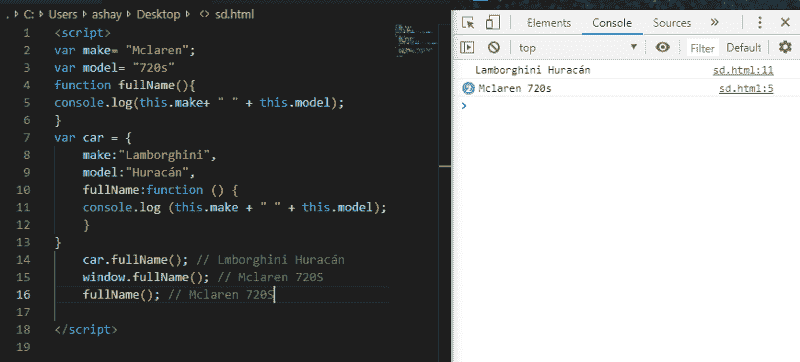 . > C: > Users > ashay > Desktop > <> sd.html
1 <script>
2 var make= "Mclaren";
3 var model= "720s"
4 function fullName(){
5 console.log(this.make+ " " + this.model);
6 }
7 var car = {
8 make:"Lamborghini",
9 model:"Huracán",
10 fullName:function () {
11 console.log (this.make + " " + this.model);
12 }
13 }
14 car.fullName(); // Lmborghini Huracán
15 window.fullName(); // Mclaren 720S
16 fullName(); // Mclaren 720S
17
18 </script>
19
Elements Console Sources »
top Filter Default
Lamborghini Huracán sd.html:11
2 Mclaren 720s sd.html:5
>